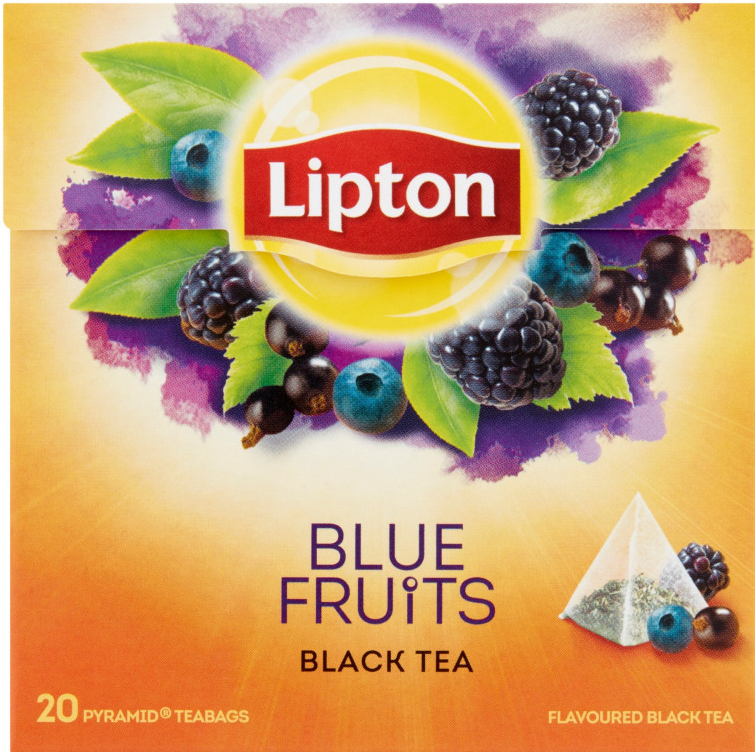 Lipton
BLUE
FRUiTS
BLACK TEA
20 PYRAMID® TEABAGS
FLAVOURED BLACK TEA